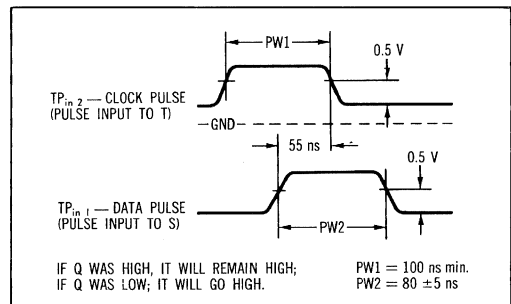 PW1
0.5 V
TPin 2 — CLOCK PULSE
(PULSE INPUT TO T)
GND
55 ns
0.5 V
TPin 1 — DATA PULSE
(PULSE INPUT TO S)
PW2
IF Q WAS HIGH, IT WILL REMAIN HIGH;
IF Q WAS LOW; IT WILL GO HIGH.
PW1 = 100 ns min.
PW2 = 80 ±5 ns